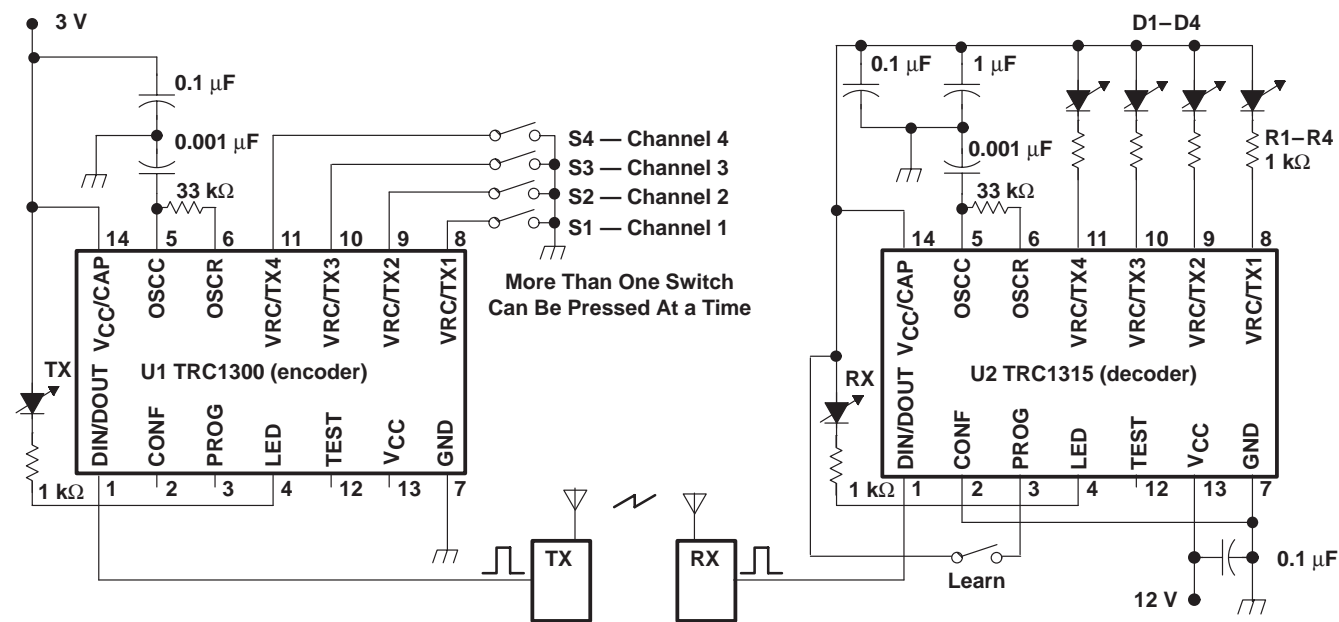 3 V
0.1 μF
0.001 μF
33 kΩ
S4 — Channel 4
S3 — Channel 3
S2 — Channel 2
S1 — Channel 1
More Than One Switch
Can Be Pressed At a Time
14 5 6 11 10 9 8
VCC/CAP
OSCC
OSCR
VRC/TX4
VRC/TX3
VRC/TX2
VRC/TX1
TX
U1 TRC1300 (encoder)
DIN/DOUT
CONF
PROG
LED
TEST
VCC
GND
1 kΩ
1 2 3 4 12 13 7
TX
RX
D1–D4
0.1 μF
1 μF
0.001 μF
R1–R4
1 kΩ
33 kΩ
14 5 6 11 10 9 8
VCC/CAP
OSCC
OSCR
VRC/TX4
VRC/TX3
VRC/TX2
VRC/TX1
RX
U2 TRC1315 (decoder)
DIN/DOUT
CONF
PROG
LED
TEST
VCC
GND
1 kΩ
1 2 3 4 12 13 7
Learn
0.1 μF
12 V